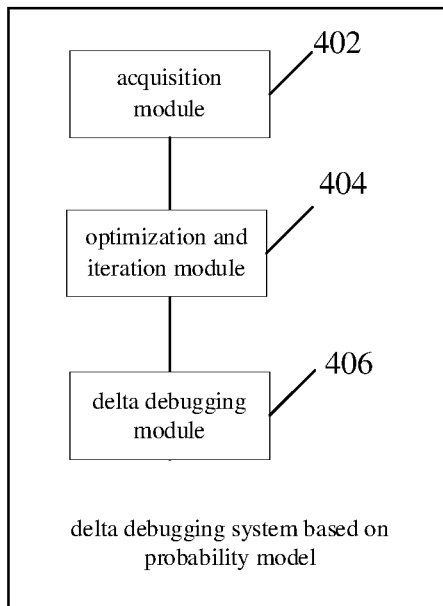 402
acquisition
module
404
optimization and
iteration module
406
delta debugging
module
delta debugging system based on
probability model